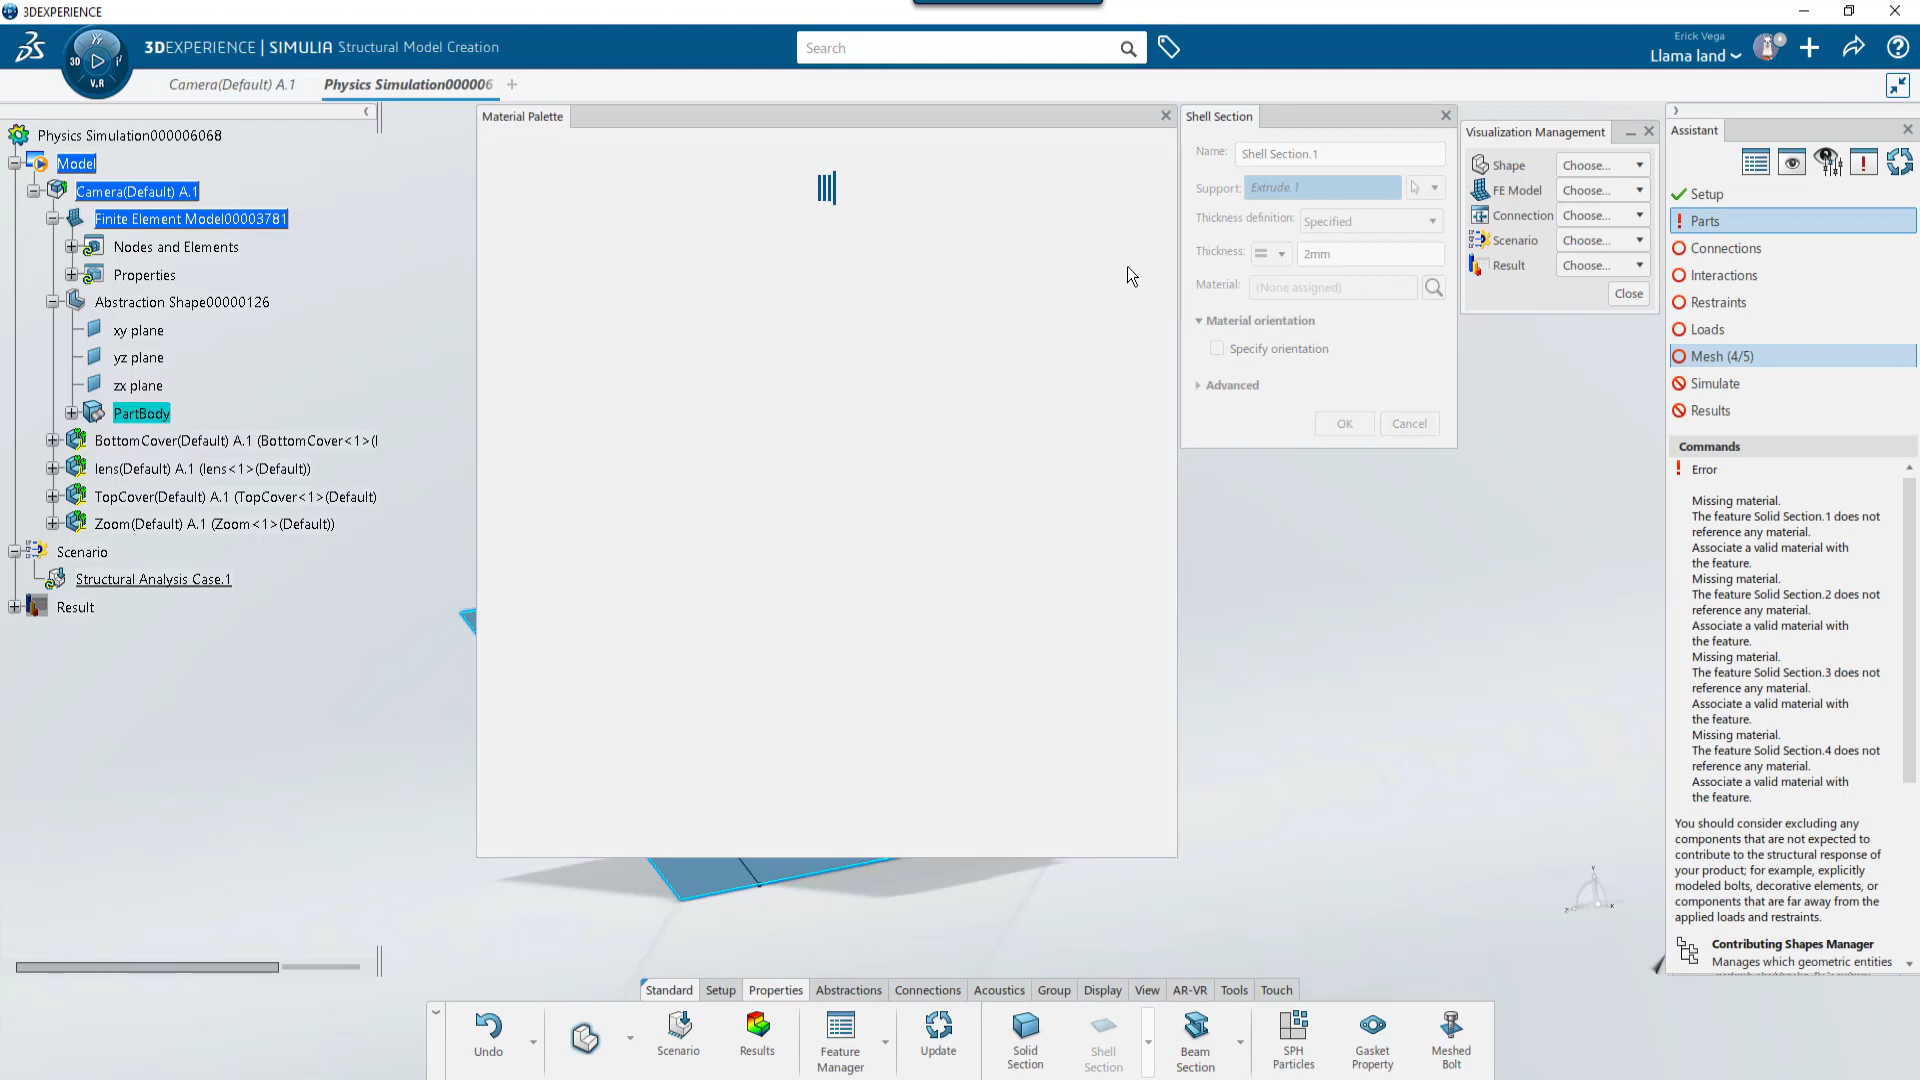 3DEXPERIENCE
3DEXPERIENCE | SIMULIA Structural Model Creation
3D
V.R
Search
Erick Vega
Llama land
Camera(Default) A.1
Physics Simulation000006
Physics Simulation000006068
Model
Camera(Default) A.1
Finite Element Model00003781
Nodes and Elements
Properties
Abstraction Shape00000126
xy plane
yz plane
zx plane
PartBody
BottomCover(Default) A.1 (BottomCover<1>(
lens(Default) A.1 (lens<1>(Default))
TopCover(Default) A.1 (TopCover<1>(Default)
Zoom(Default) A.1 (Zoom<1>(Default))
Scenario
Structural Analysis Case.1
Result
Material Palette
Shell Section
Name: Shell Section.1
Support: Extrude.1
Thickness definition: Specified
Thickness: 2mm
Material: (None assigned)
Material orientation
Specify orientation
Advanced
OK Cancel
Visualization Management
Shape Choose...
FE Model Choose...
Connection Choose...
Scenario Choose...
Result Choose...
Close
Assistant
Setup
Parts
Connections
Interactions
Restraints
Loads
Mesh (4/5)
Simulate
Results
Commands
Error
Missing material.
The feature Solid Section.1 does not
reference any material.
Associate a valid material with
the feature.
Missing material.
The feature Solid Section.2 does not
reference any material.
Associate a valid material with
the feature.
Missing material.
The feature Solid Section.3 does not
reference any material.
Associate a valid material with
the feature.
Missing material.
The feature Solid Section.4 does not
reference any material.
Associate a valid material with
the feature.
You should consider excluding any
components that are not expected to
contribute to the structural response of
your product; for example, explicitly
modeled bolts, decorative elements, or
components that are far away from the
applied loads and restraints.
Contributing Shapes Manager
Manages which geometric entities
Standard Setup Properties Abstractions Connections Acoustics Group Display View AR-VR Tools Touch
Undo
Scenario
Results
Feature
Manager
Update
Solid
Section
Shell
Section
Beam
Section
SPH
Particles
Gasket
Property
Meshed
Bolt